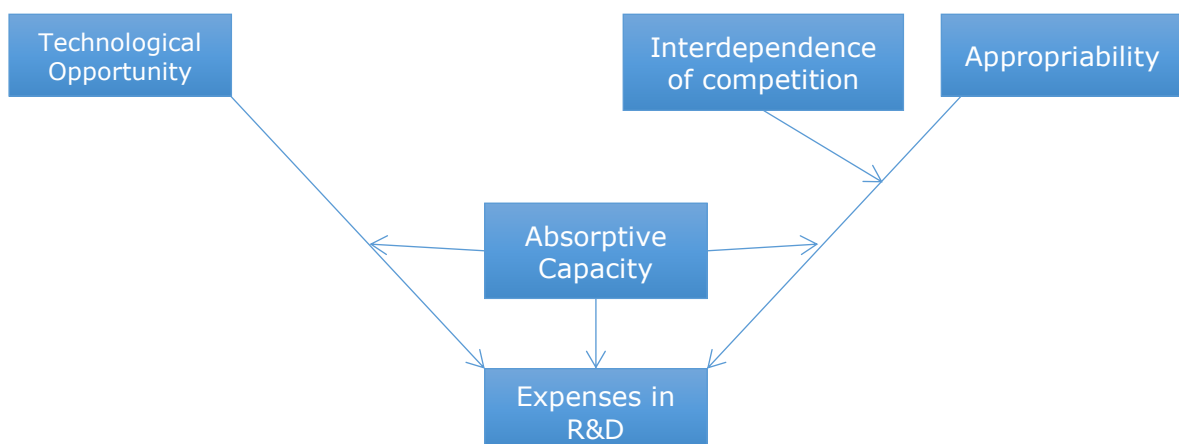 Technological
Opportunity
Interdependence
of competition
Appropriability
Absorptive
Capacity
Expenses in
R&D